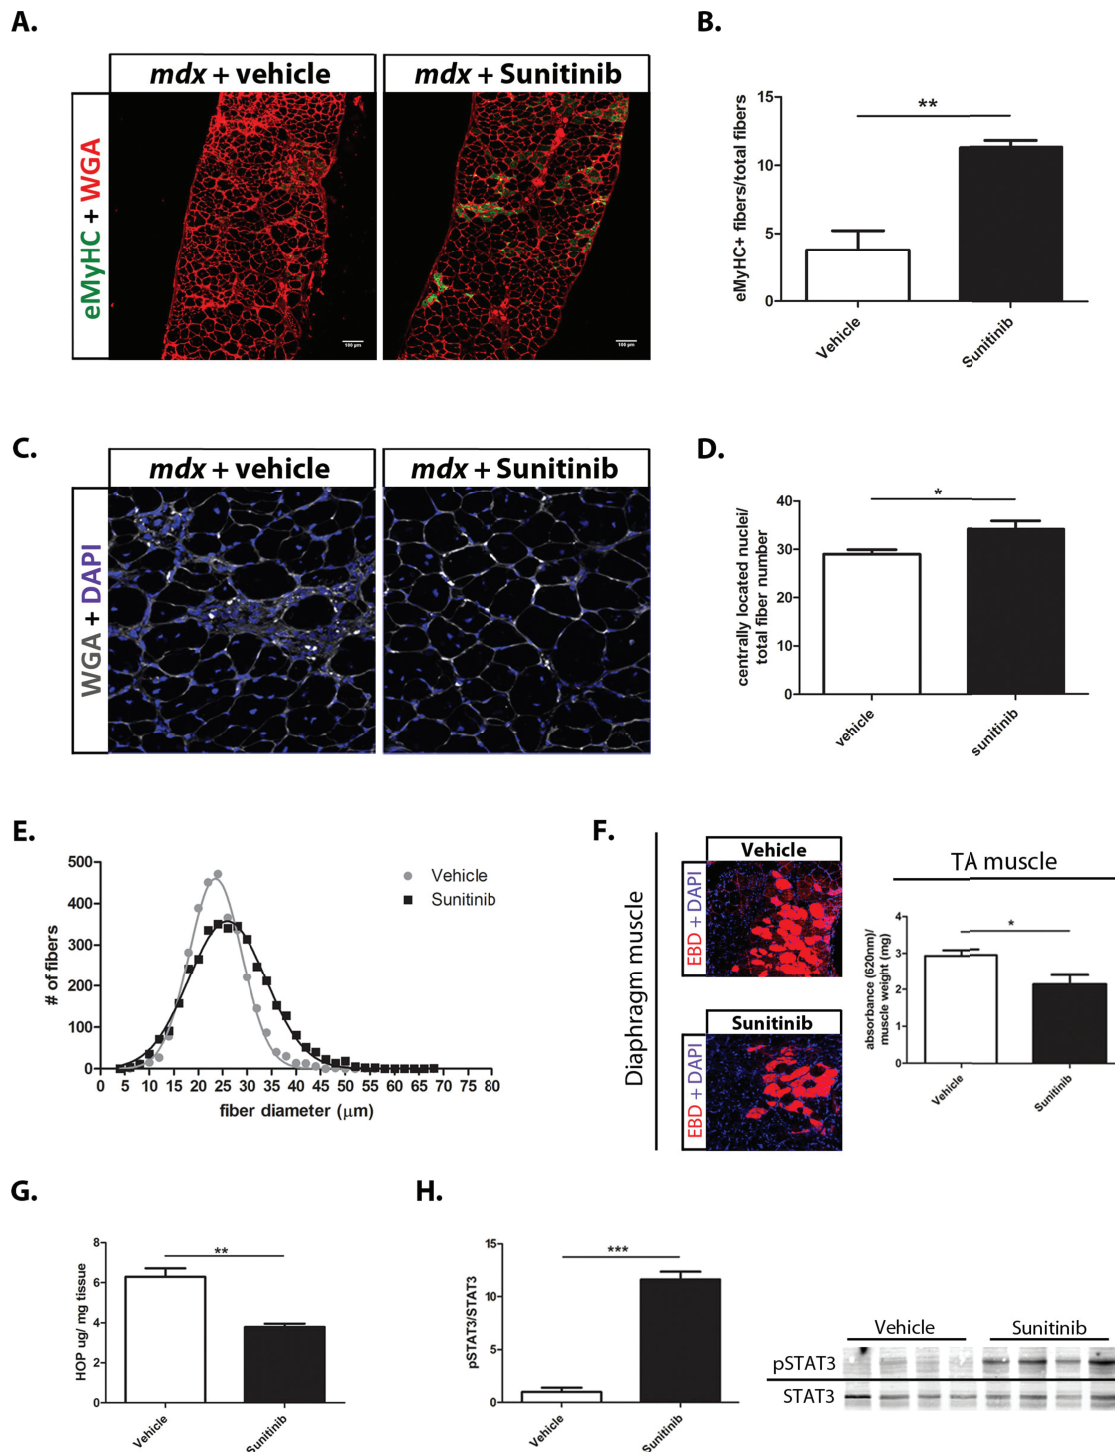 A.
mdx + vehicle
mdx + Sunitinib
eMyHC + WGA
100 µm
100 µm
B.
**
eMyHC+ fibers/total fibers
15
10
5
0
Vehicle
Sunitinib
C.
mdx + vehicle
mdx + Sunitinib
WGA + DAPI
D.
*
centrally located nuclei/
total fiber number
40
30
20
10
0
vehicle
sunitinib
E.
# of fibers
500
400
300
200
100
0
0 5 10 15 20 25 30 35 40 45 50 55 60 65 70 75 80
fiber diameter (µm)
Vehicle
Sunitinib
F.
Diaphragm muscle
Vehicle
EBD + DAPI
Sunitinib
EBD + DAPI
TA muscle
*
absorbance (620nm)/
muscle weight (mg)
4
3
2
1
0
Vehicle
Sunitinib
G.
**
HOP ug/ mg tissue
8
6
4
2
0
Vehicle
Sunitinib
H.
***
pSTAT3/STAT3
15
10
5
0
Vehicle
Sunitinib
Vehicle
Sunitinib
pSTAT3
STAT3